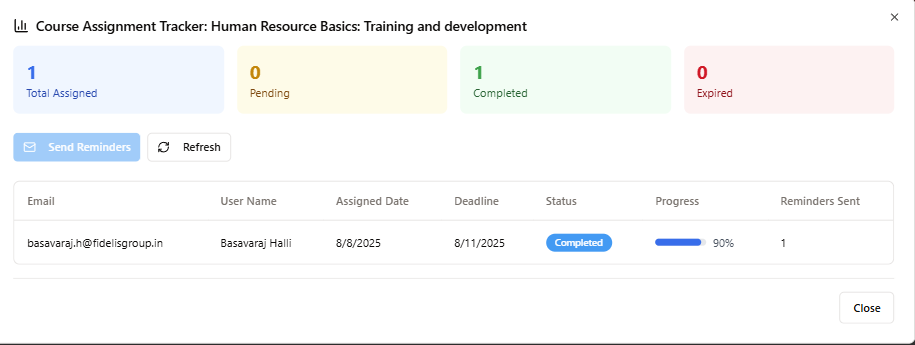 Course Assignment Tracker: Human Resource Basics: Training and development
1 0 1 0
Total Assigned Pending Completed Expired
Send Reminders Refresh
Email User Name Assigned Date Deadline Status Progress Reminders Sent
basavaraj.h@fidelisgroup.in Basavaraj Halli 8/8/2025 8/11/2025 Completed 90% 1
Close